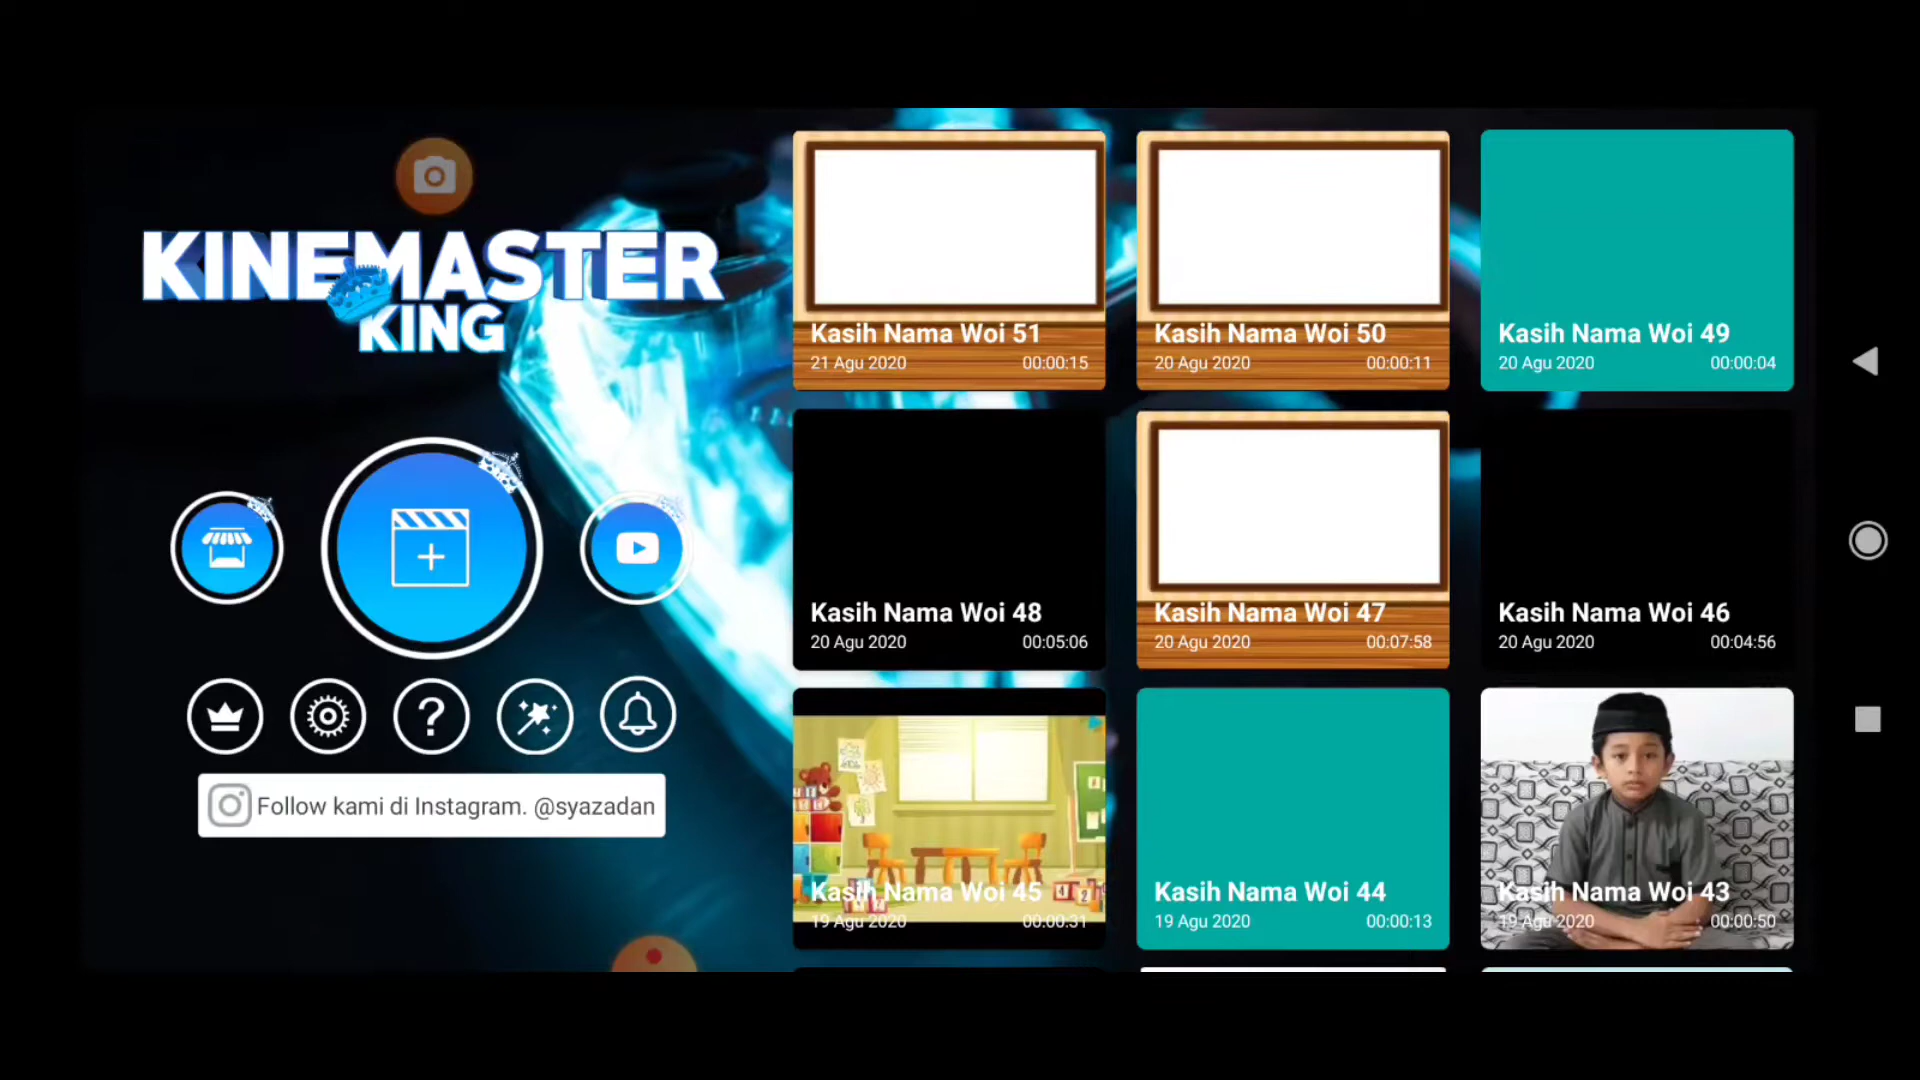 KINEMASTER
KING
Follow kami di Instagram. @syazadan
Kasih Nama Woi 51
21 Agu 2020 00:00:15
Kasih Nama Woi 50
20 Agu 2020 00:00:11
Kasih Nama Woi 49
20 Agu 2020 00:00:04
Kasih Nama Woi 48
20 Agu 2020 00:05:06
Kasih Nama Woi 47
20 Agu 2020 00:07:58
Kasih Nama Woi 46
20 Agu 2020 00:04:56
Kasih Nama Woi 45
19 Agu 2020 00:00:31
Kasih Nama Woi 44
19 Agu 2020 00:00:13
Kasih Nama Woi 43
19 Agu 2020 00:00:50